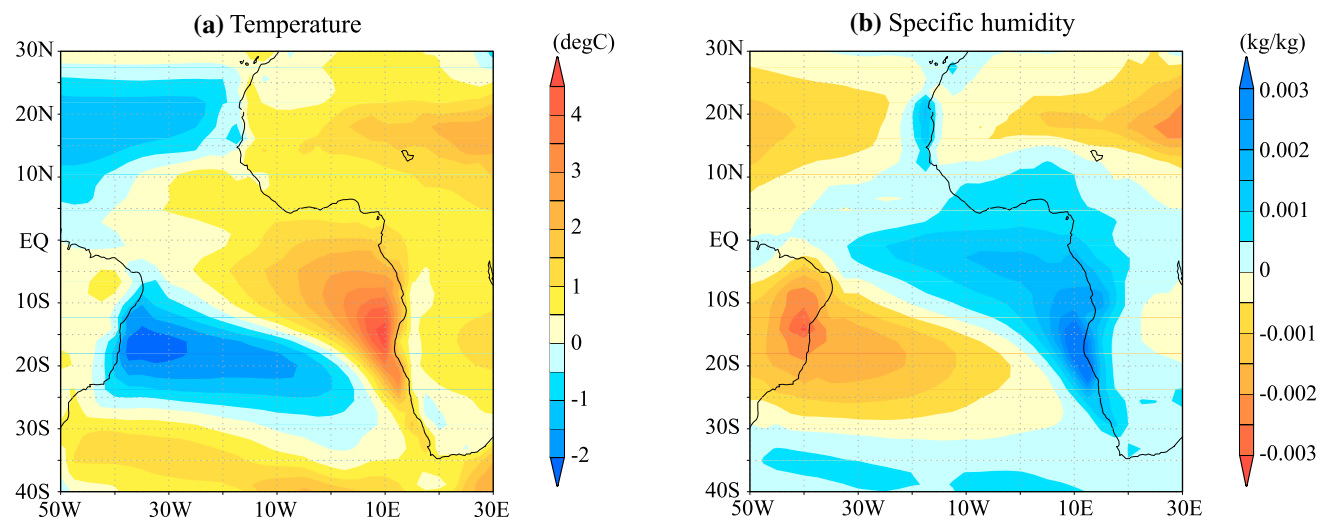 (a) Temperature
(degC)
30N
20N
10N
EQ
10S
20S
30S
40S
50W 30W 10W 10E 30E
4
3
2
1
0
-1
-2
(b) Specific humidity
(kg/kg)
30N
20N
10N
EQ
10S
20S
30S
40S
50W 30W 10W 10E 30E
0.003
0.002
0.001
0
-0.001
-0.002
-0.003